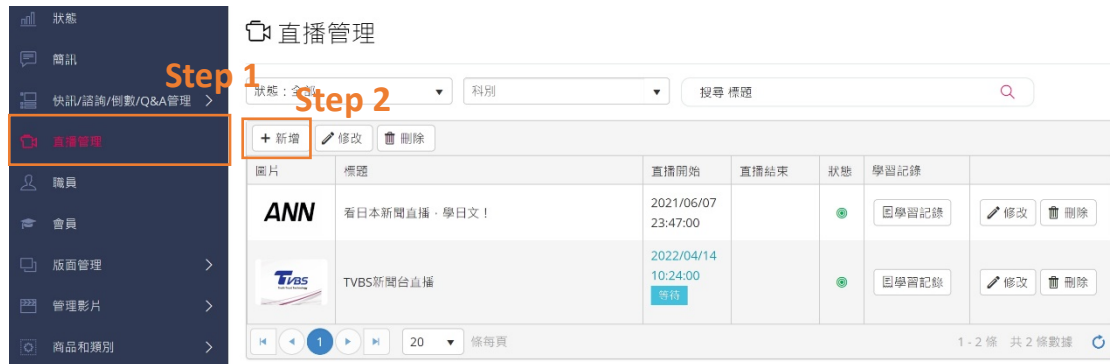 狀態
簡訊
快訊/諮詢/倒數/Q&A管理
直播管理
職員
會員
版面管理
管理影片
商品和類別
直播管理
Step 1
Step 2
狀態：全部
科別
搜尋 標題
+ 新增 修改 刪除
圖片 標題 直播開始 直播結束 狀態 學習記錄
ANN 看日本新聞直播，學日文！ 2021/06/07 23:47:00 學習記錄 修改 刪除
TVBS TVBS新聞台直播 2022/04/14 10:24:00 等待 學習記錄 修改 刪除
1 20 條每頁 1 - 2 條 共 2 條數據